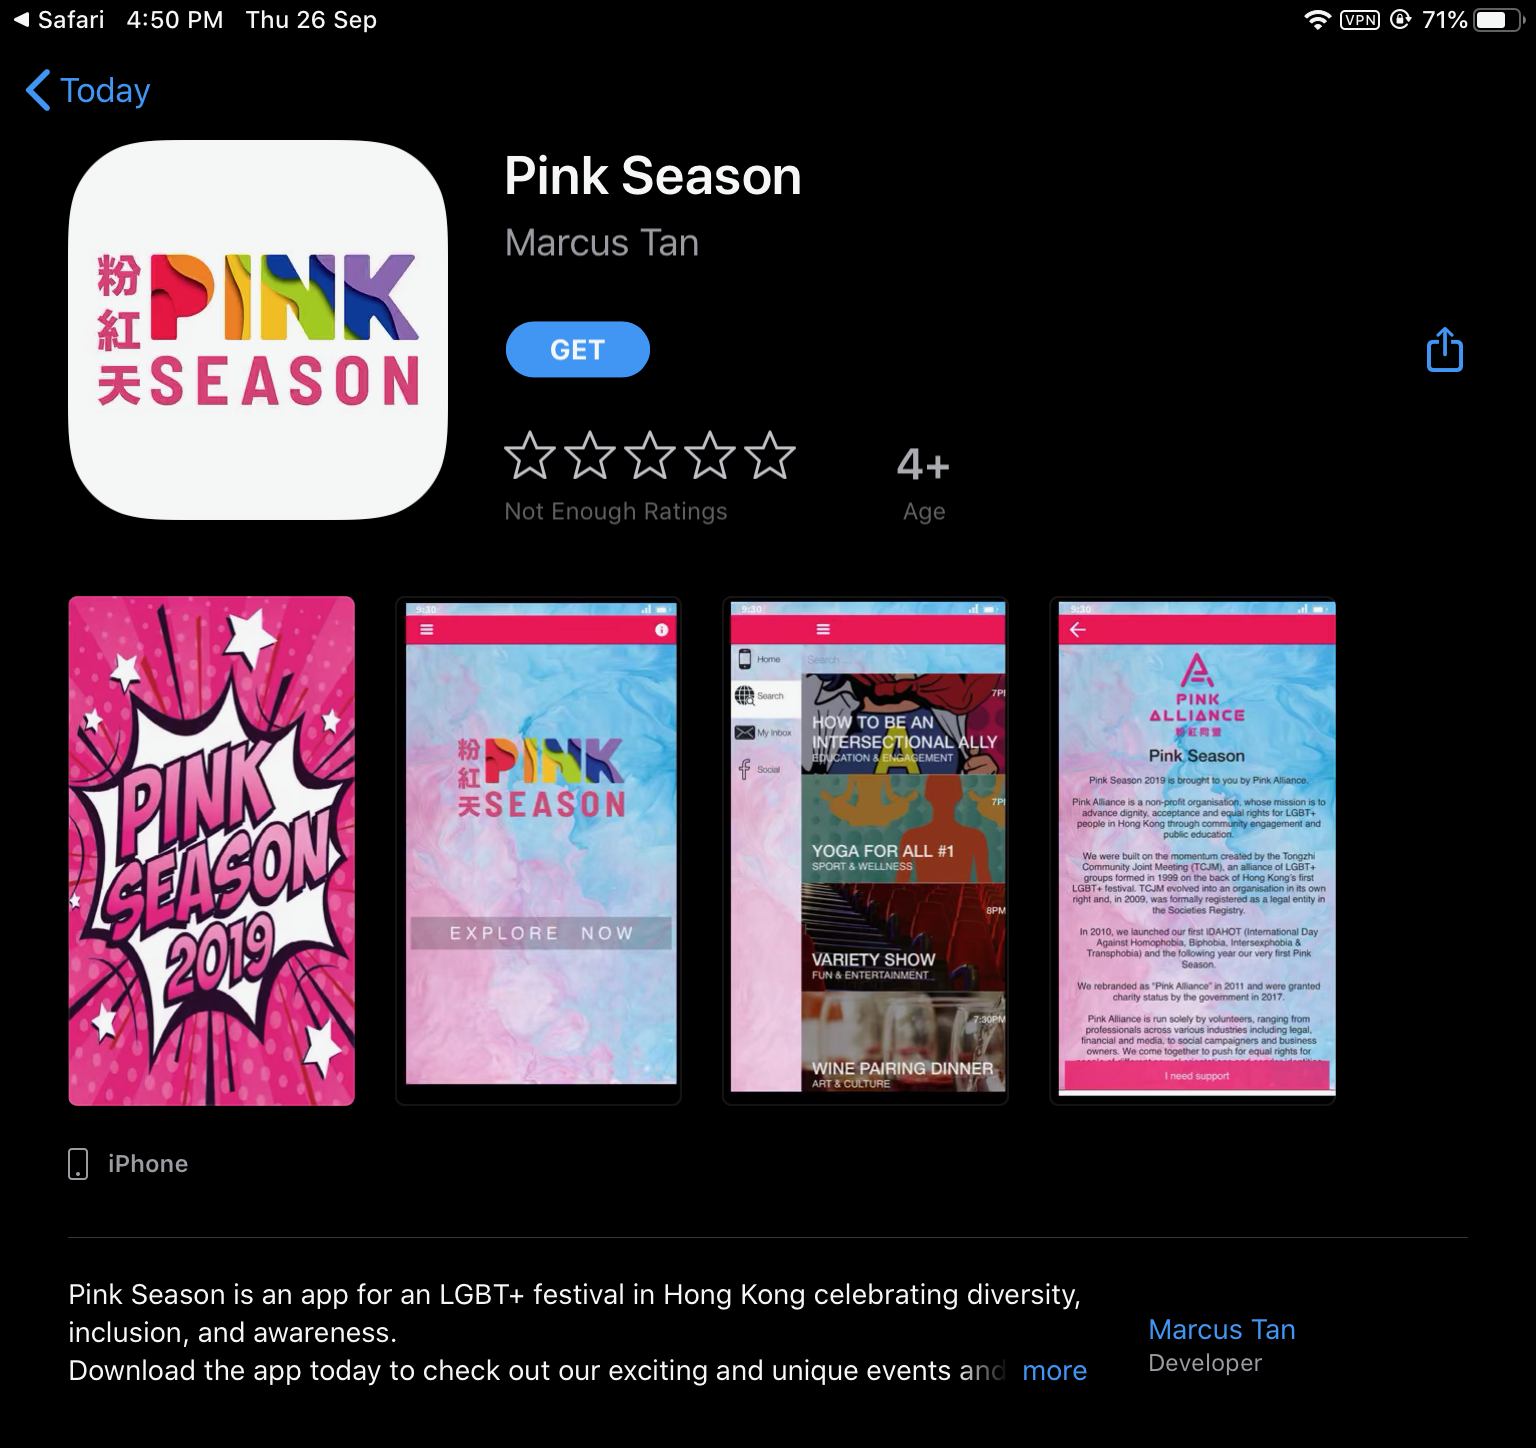 Safari 4:50 PM Thu 26 Sep
VPN 71%
Today
粉紅天
PINK
SEASON
Pink Season
Marcus Tan
GET
Not Enough Ratings
4+
Age
PINK
SEASON
2019
9:30
粉紅天
PINK
SEASON
EXPLORE NOW
9:30
Home
Search
My Inbox
Social
Search
HOW TO BE AN
INTERSECTIONAL ALLY
EDUCATION & ENGAGEMENT
YOGA FOR ALL #1
SPORT & WELLNESS
8PM
VARIETY SHOW
FUN & ENTERTAINMENT
7:30PM
WINE PAIRING DINNER
ART & CULTURE
9:30
PINK
ALLIANCE
粉紅同盟
Pink Season
Pink Season 2019 is brought to you by Pink Alliance.
Pink Alliance is a non-profit organisation, whose mission is to
advance dignity, acceptance and equal rights for LGBT+
people in Hong Kong through community engagement and
public education.
We were built on the momentum created by the Tongzhi
Community Joint Meeting (TCJM), an alliance of LGBT+
groups formed in 1999 on the back of Hong Kong's first
LGBT+ festival. TCJM evolved into an organisation in its own
right and, in 2009, was formally registered as a legal entity in
the Societies Registry.
In 2010, we launched our first IDAHOT (International Day
Against Homophobia, Biphobia, Intersexphobia &
Transphobia) and the following year our very first Pink
Season.
We rebranded as "Pink Alliance" in 2011 and were granted
charity status by the government in 2017.
Pink Alliance is run solely by volunteers, ranging from
professionals across various industries including legal,
financial and media, to social campaigners and business
owners. We come together to push for equal rights for
I need support
iPhone
Pink Season is an app for an LGBT+ festival in Hong Kong celebrating diversity,
inclusion, and awareness.
Download the app today to check out our exciting and unique events and more
Marcus Tan
Developer